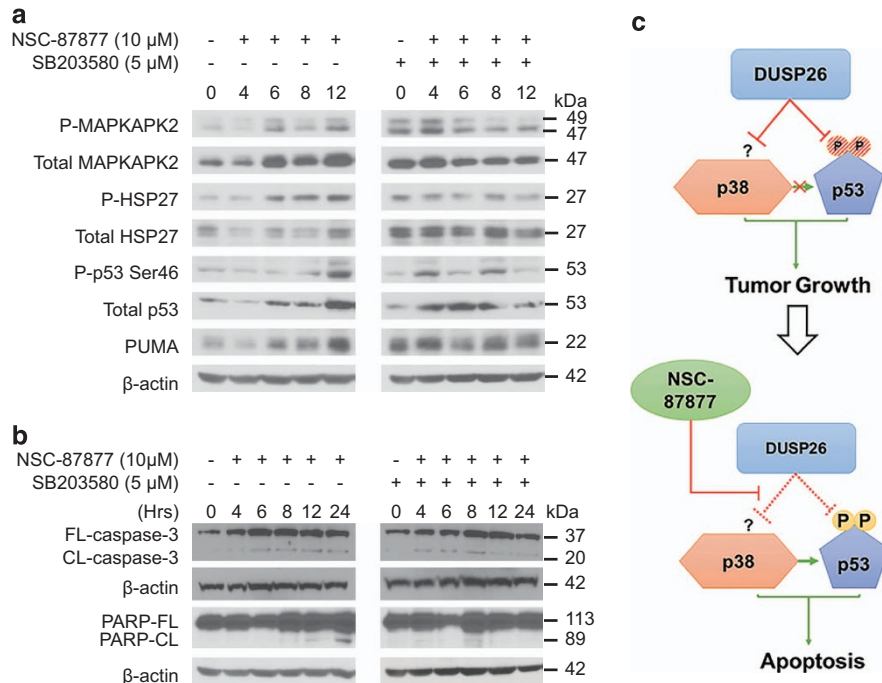 a
NSC-87877 (10 µM) - + + + + - + + + +
SB203580 (5 µM) - - - - - + + + + +
0 4 6 8 12 0 4 6 8 12 kDa
P-MAPKAPK2 49
47
Total MAPKAPK2 47
P-HSP27 27
Total HSP27 27
P-p53 Ser46 53
Total p53 53
PUMA 22
β-actin 42
b
NSC-87877 (10µM) - + + + + + - + + + + +
SB203580 (5 µM) - - - - - - + + + + + +
(Hrs) 0 4 6 8 12 24 0 4 6 8 12 24 kDa
FL-caspase-3 37
CL-caspase-3 20
β-actin 42
PARP-FL 113
PARP-CL 89
β-actin 42
c
DUSP26
?
P P
p38
p53
Tumor Growth
NSC-
87877
DUSP26
?
P P
p38
p53
Apoptosis